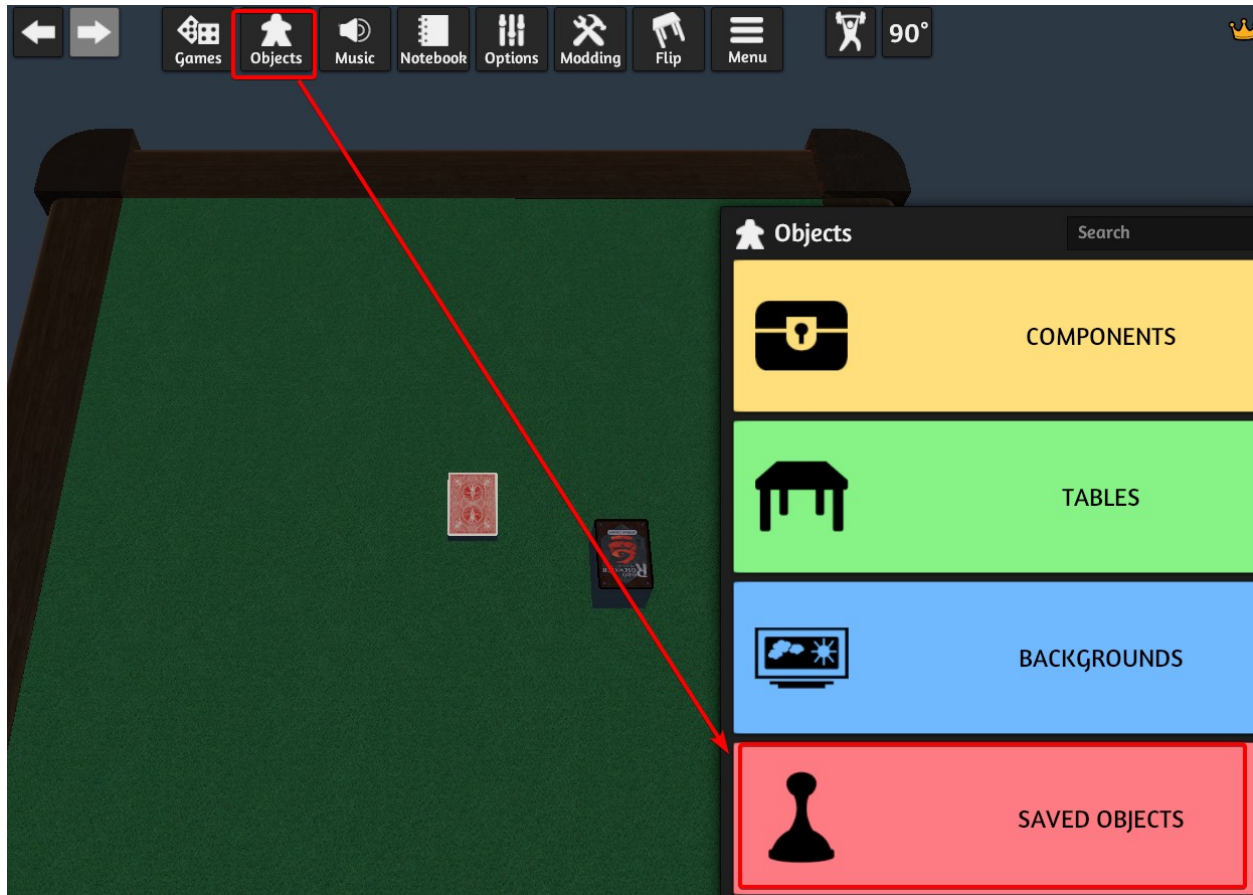 Games Objects Music Notebook Options Modding Flip Menu 90°
Objects Search
COMPONENTS
TABLES
BACKGROUNDS
SAVED OBJECTS